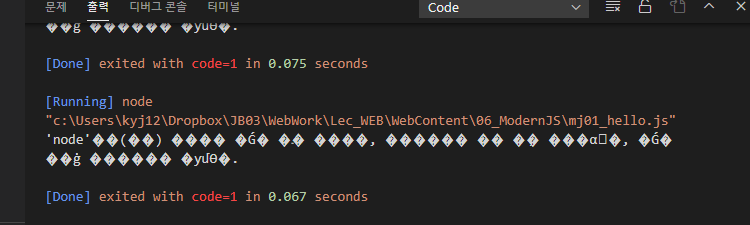 문제 출력 디버그 콘솔 터미널 Code
��ġ ������ �yƯθ�.
[Done] exited with code=1 in 0.075 seconds
[Running] node
"c:\Users\kyj12\Dropbox\JB03\WebWork\Lec_WEB\WebContent\06_ModernJS\mj01_hello.js"
'node'��(��) ���� �Ǵ� �ܺ� ����, ������ �� �ִ� ���α׷�, �Ǵ�
��ġ ������ �ƴմϴ�.
[Done] exited with code=1 in 0.067 seconds